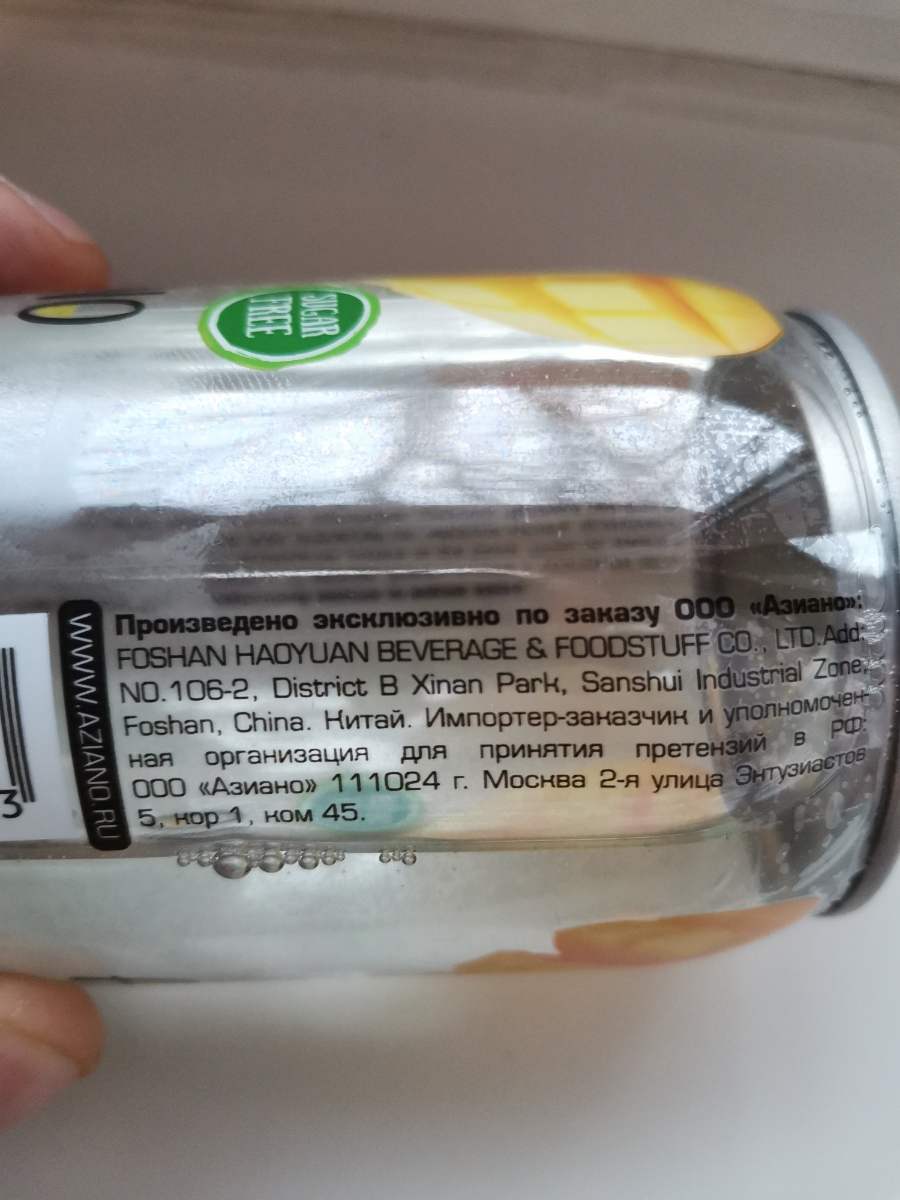 SUGAR
FREE
WWW.AZIANO.RU
Произведено эксклюзивно по заказу ООО «Азиано»:
FOSHAN HAOYUAN BEVERAGE & FOODSTUFF CO., LTD.Add:
NO.106-2, District B Xinan Park, Sanshui Industrial Zone,
Foshan, China. Китай. Импортер-заказчик и уполномочен-
ная организация для принятия претензий в РФ:
ООО «Азиано» 111024 г. Москва 2-я улица Энтузиастов
5, кор 1, ком 45.
3